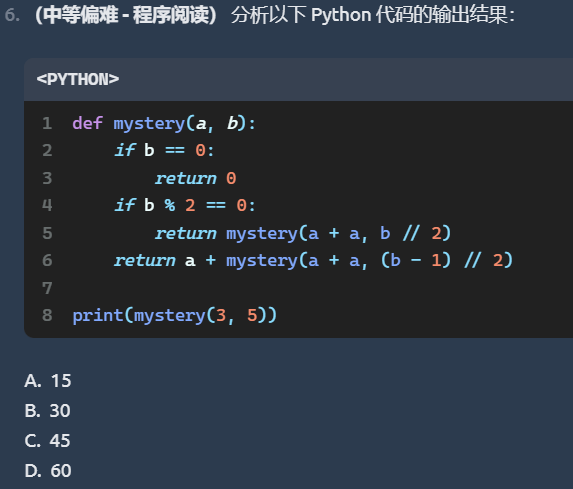 6. （中等偏难 - 程序阅读） 分析以下 Python 代码的输出结果：
<PYTHON>
1 def mystery(a, b):
2     if b == 0:
3         return 0
4     if b % 2 == 0:
5         return mystery(a + a, b // 2)
6     return a + mystery(a + a, (b - 1) // 2)
7
8 print(mystery(3, 5))
A. 15
B. 30
C. 45
D. 60